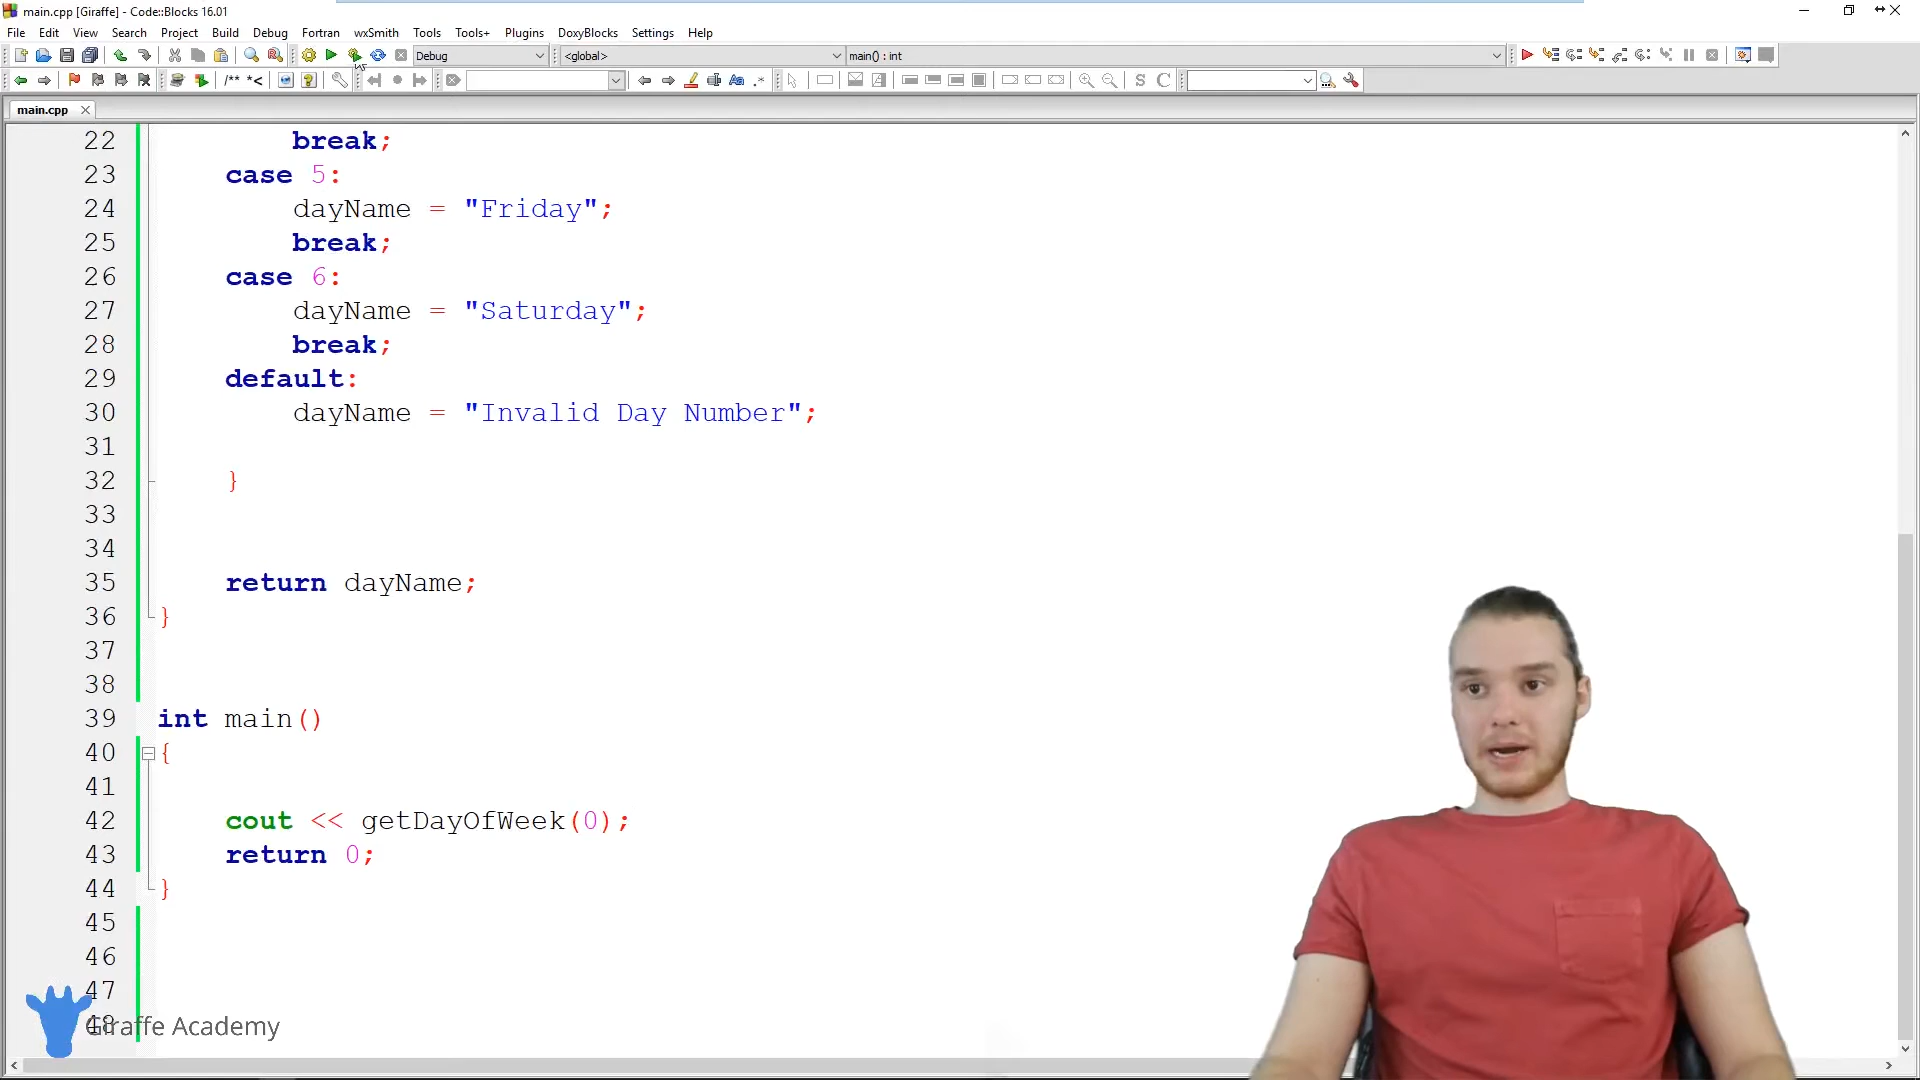 main.cpp [Giraffe] - Code::Blocks 16.01
File Edit View Search Project Build Debug Fortran wxSmith Tools Tools+ Plugins DoxyBlocks Settings Help
Debug <global> main() : int
/** *< Aa .* S C
main.cpp
22 break;
23 case 5:
24 dayName = "Friday";
25 break;
26 case 6:
27 dayName = "Saturday";
28 break;
29 default:
30 dayName = "Invalid Day Number";
31
32 }
33
34
35 return dayName;
36 }
37
38
39 int main()
40 {
41
42 cout << getDayOfWeek(0);
43 return 0;
44 }
45
46
47
48
Giraffe Academy